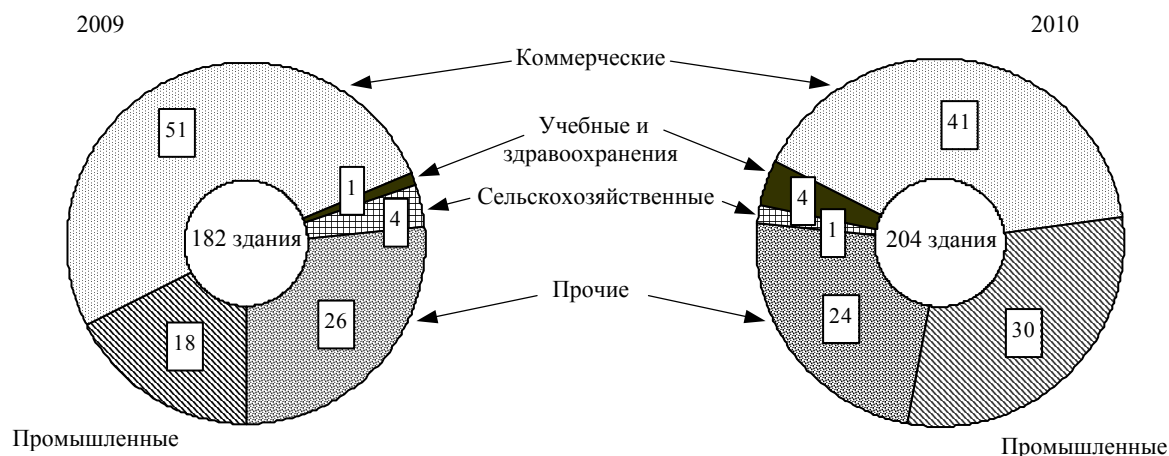 2009
2010
Коммерческие
51
41
Учебные и
здравоохранения
1
4
Сельскохозяйственные
4
1
182 здания
204 здания
Прочие
26
24
18
30
Промышленные
Промышленные